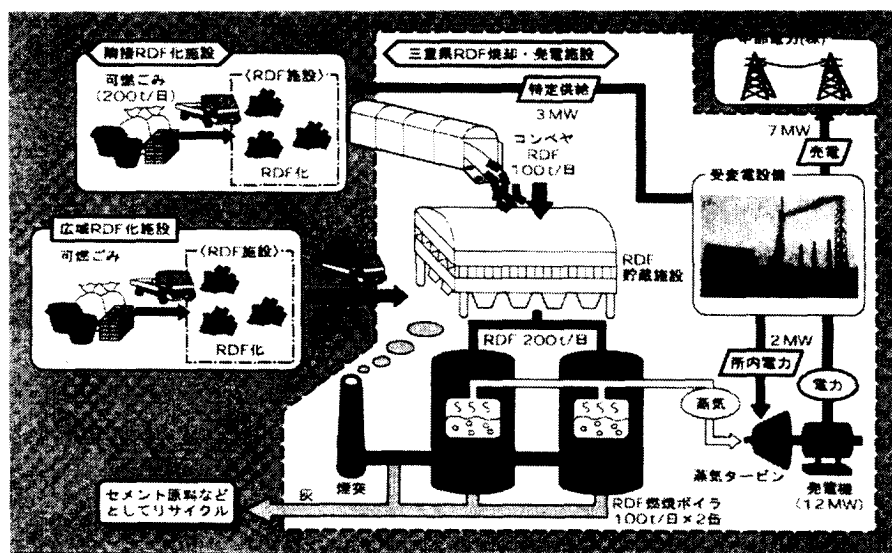 隣接RDF化施設
可燃ごみ
(200t/日)
〈RDF施設〉
RDF化
広域RDF化施設
可燃ごみ
〈RDF施設〉
RDF化
三重県RDF焼却・発電施設
特定供給
3MW
コンベヤ
RDF
100t/日
RDF
貯蔵施設
RDF 200t/日
中部電力(株)
7MW
売電
受変電設備
2MW
所内電力
電力
蒸気
蒸気タービン
発電機
(12MW)
煙突
灰
RDF燃焼ボイラ
100t/日×2缶
セメント原料など
としてリサイクル